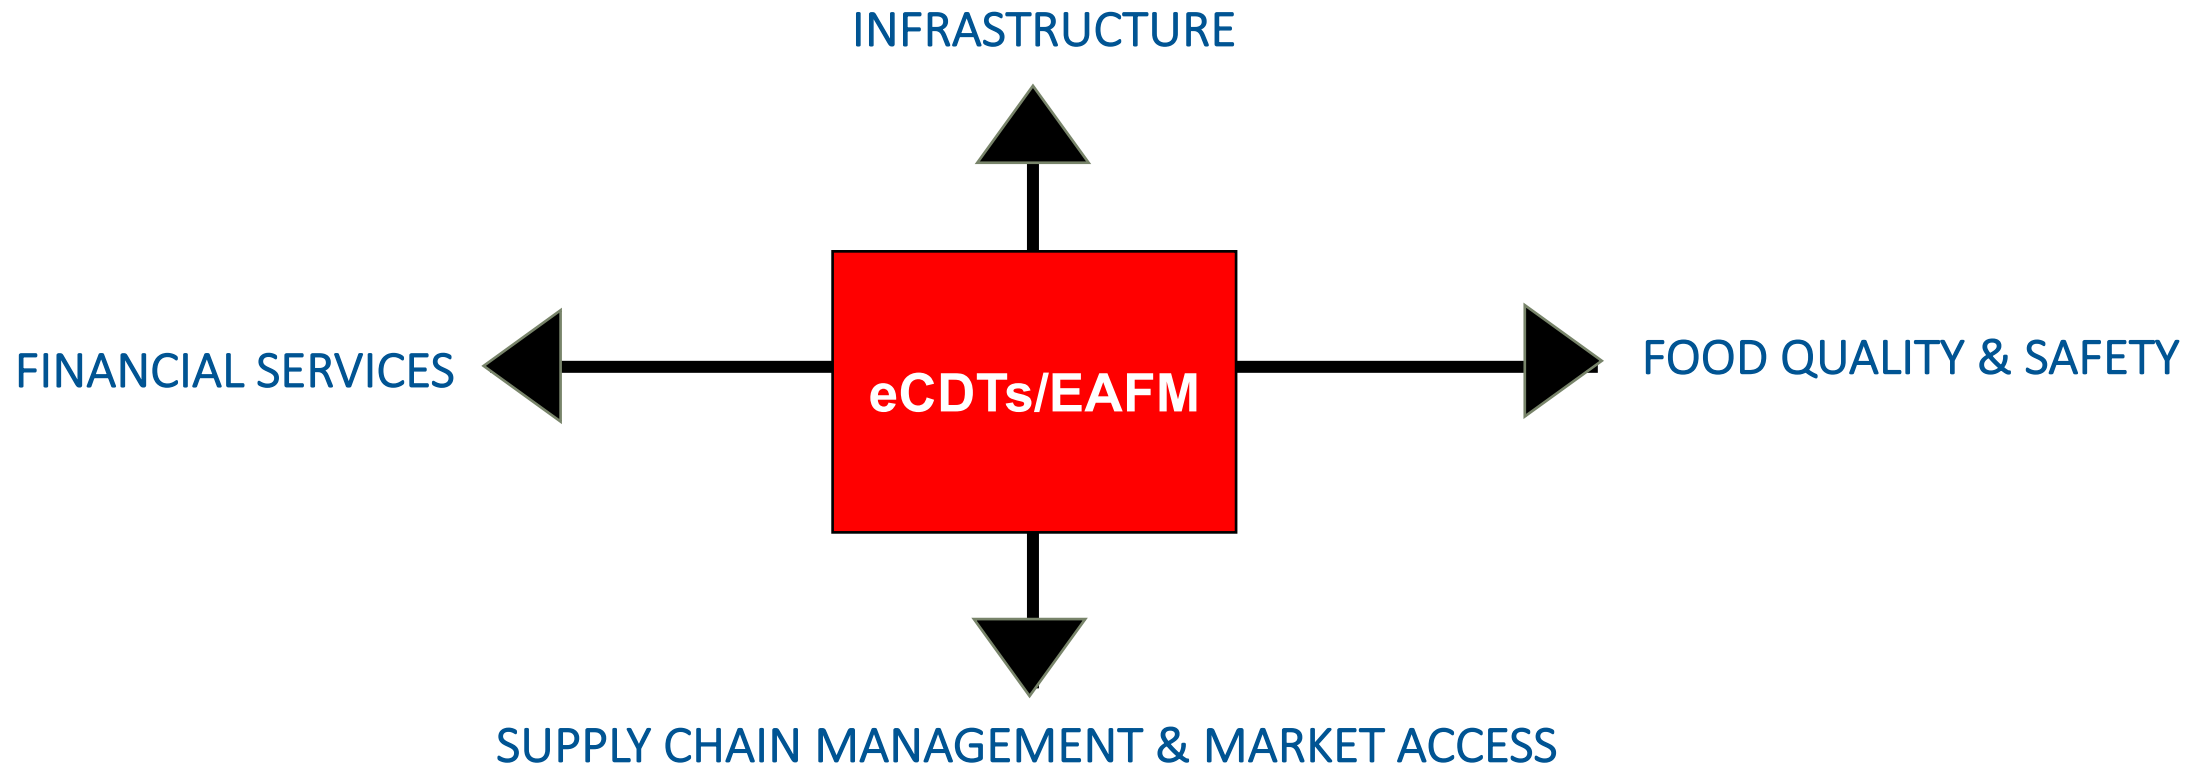 INFRASTRUCTURE
FINANCIAL SERVICES
eCDTs/EAFM
FOOD QUALITY & SAFETY
SUPPLY CHAIN MANAGEMENT & MARKET ACCESS